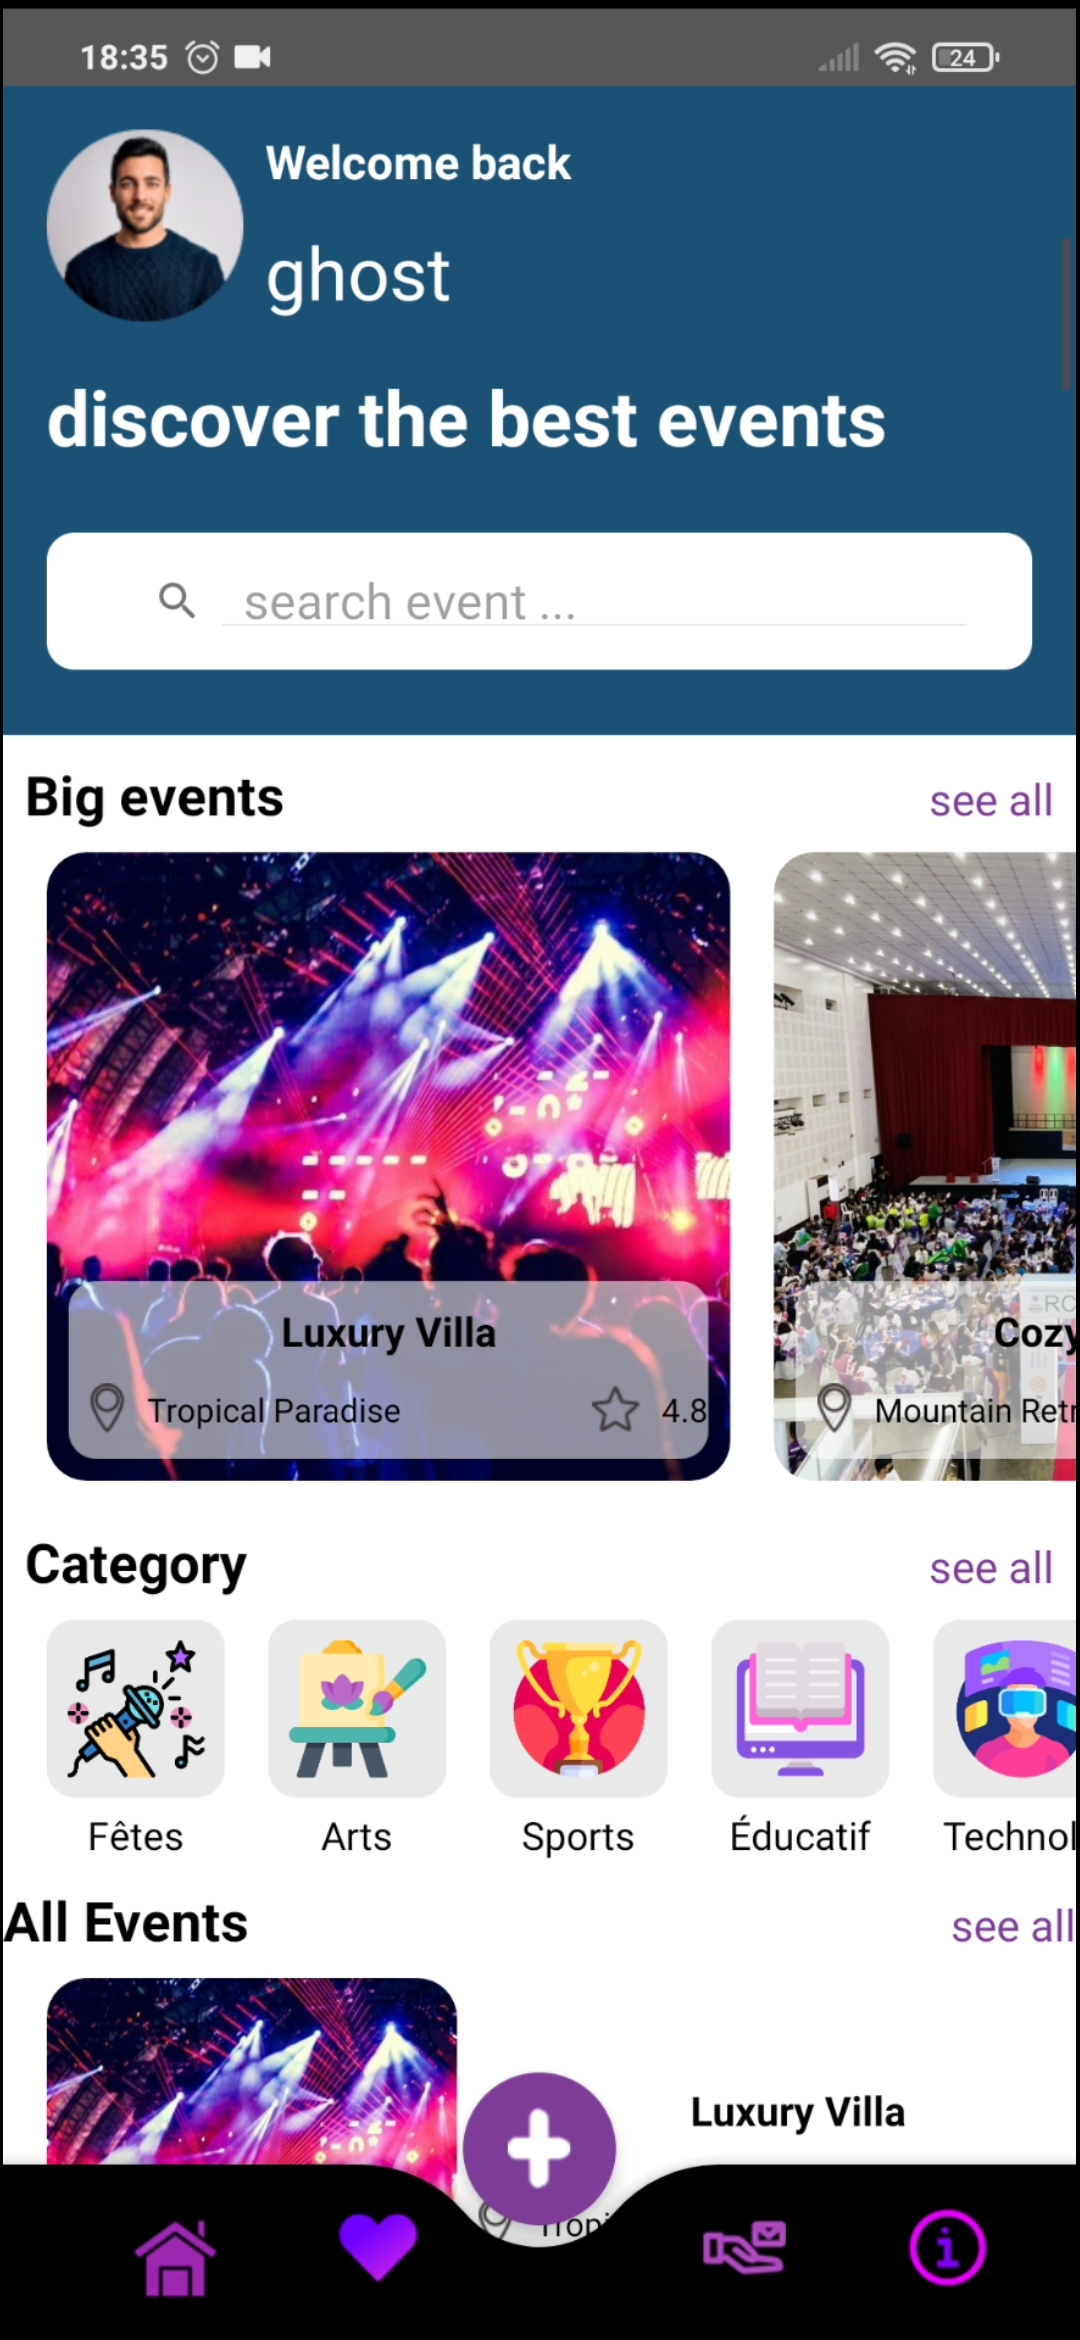 18:35
24
Welcome back
ghost
discover the best events
search event ...
Big events
see all
Luxury Villa
Tropical Paradise
4.8
RC
Cozy
Mountain Retr
Category
see all
Fêtes
Arts
Sports
Éducatif
Technol
All Events
see all
Luxury Villa
Tropi